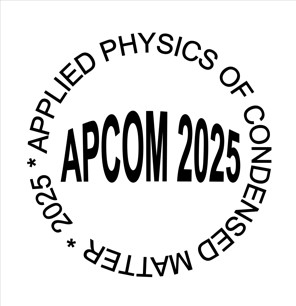 * APPLIED PHYSICS OF CONDENSED MATTER * 2025
APCOM 2025